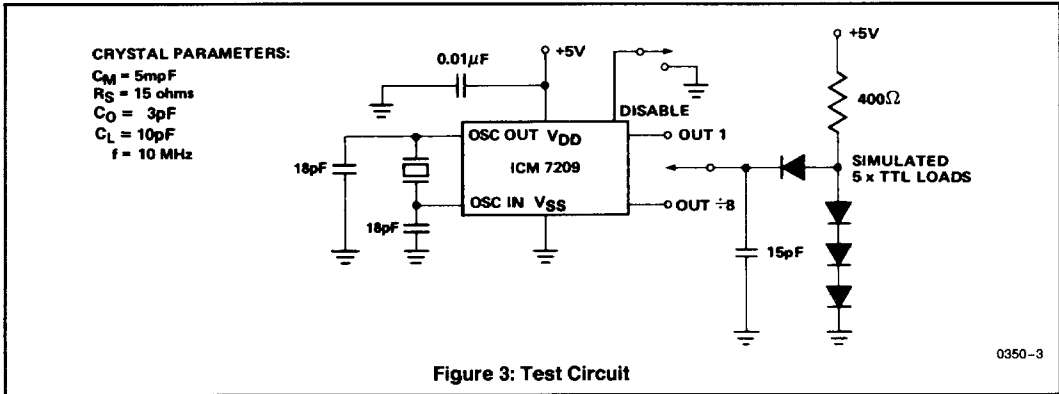 CRYSTAL PARAMETERS:
CM = 5mpF
RS = 15 ohms
CO = 3pF
CL = 10pF
f = 10 MHz
0.01μF
+5V
DISABLE
+5V
400Ω
OSC OUT VDD
OUT 1
ICM 7209
18pF
SIMULATED
5 x TTL LOADS
OSC IN VSS
OUT ÷8
18pF
15pF
0350-3
Figure 3: Test Circuit